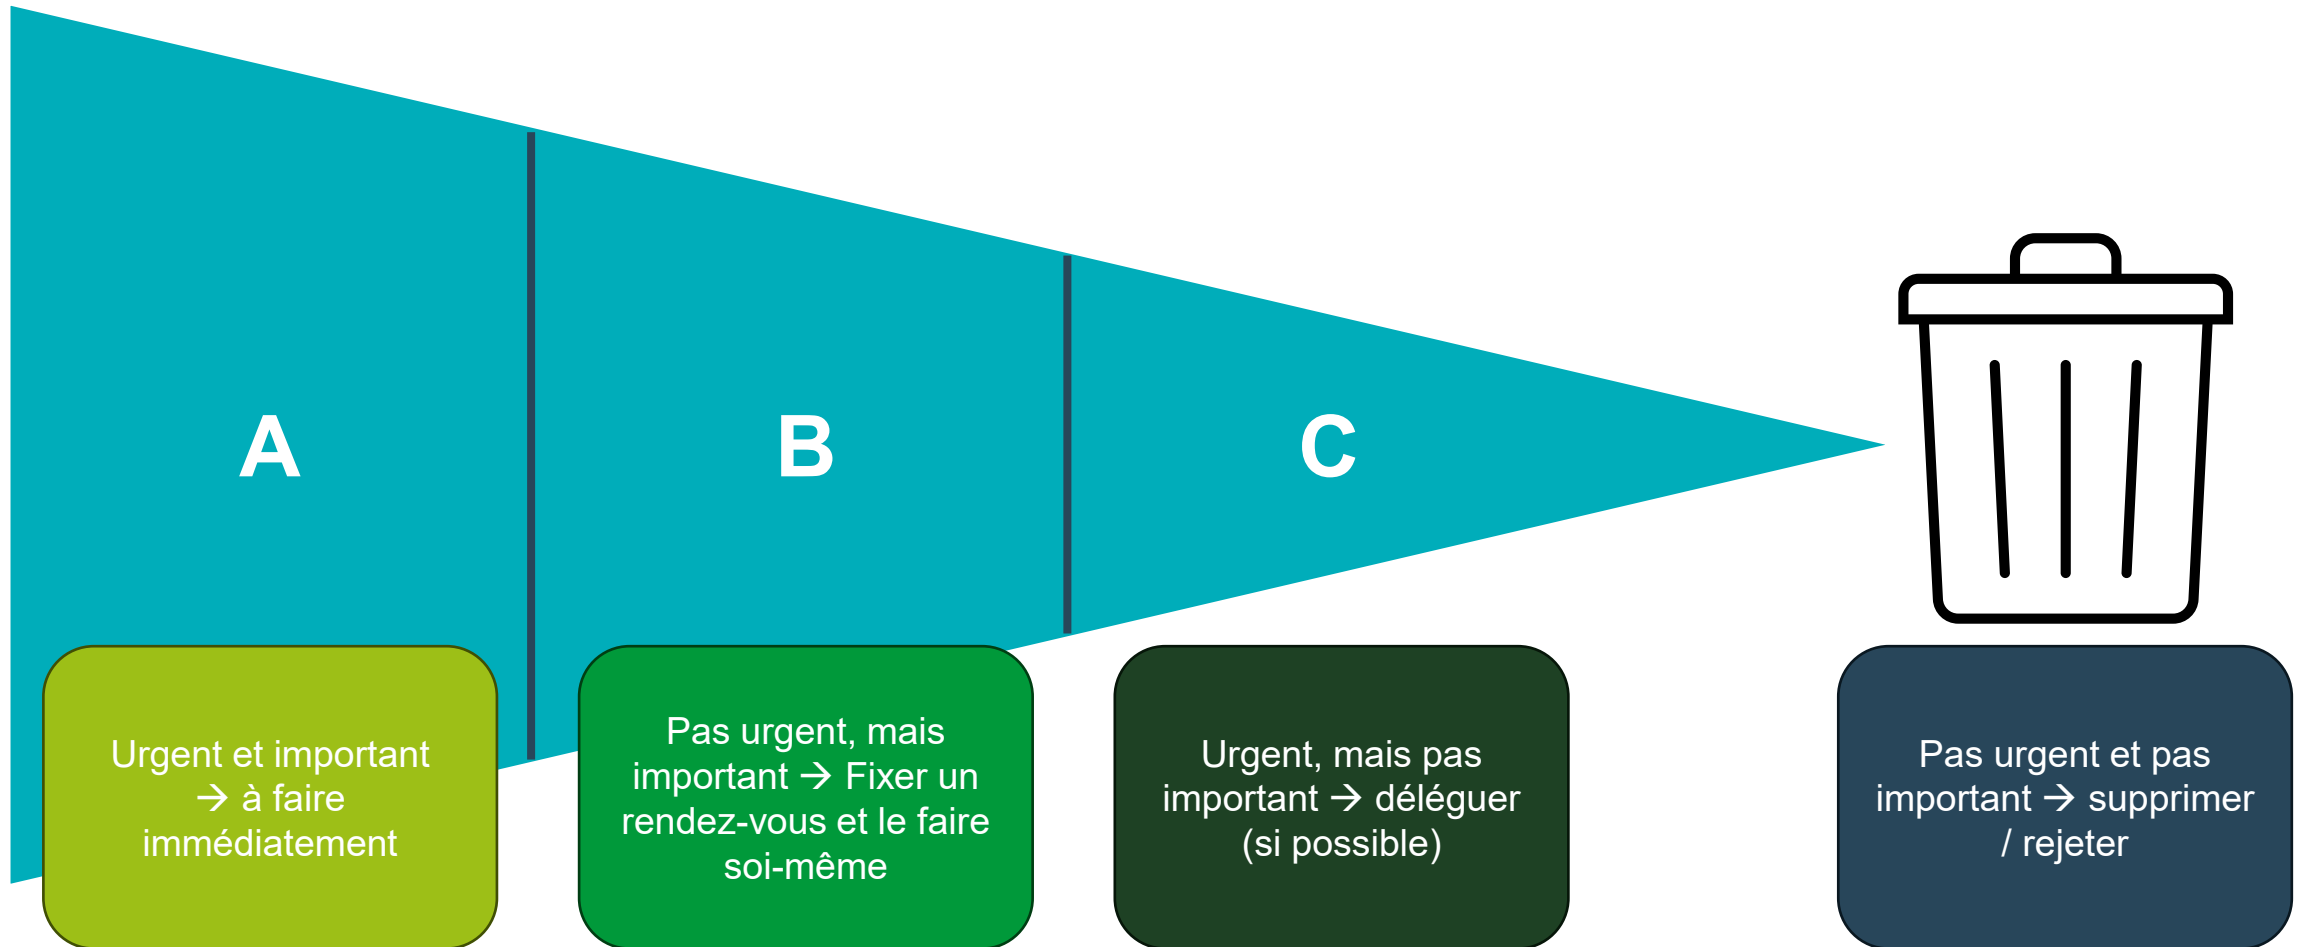 A
B
C
Urgent et important
→ à faire
immédiatement
Pas urgent, mais
important → Fixer un
rendez-vous et le faire
soi-même
Urgent, mais pas
important → déléguer
(si possible)
Pas urgent et pas
important → supprimer
/ rejeter